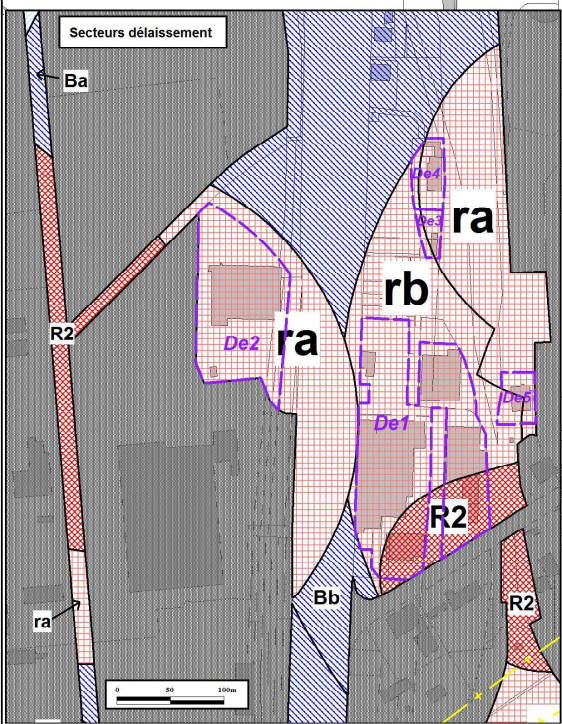 Secteurs délaissement
Ba
De4
De3
ra
rb
R2
De2
ra
De5
De1
R2
Bb
R2
ra
0 50 100m